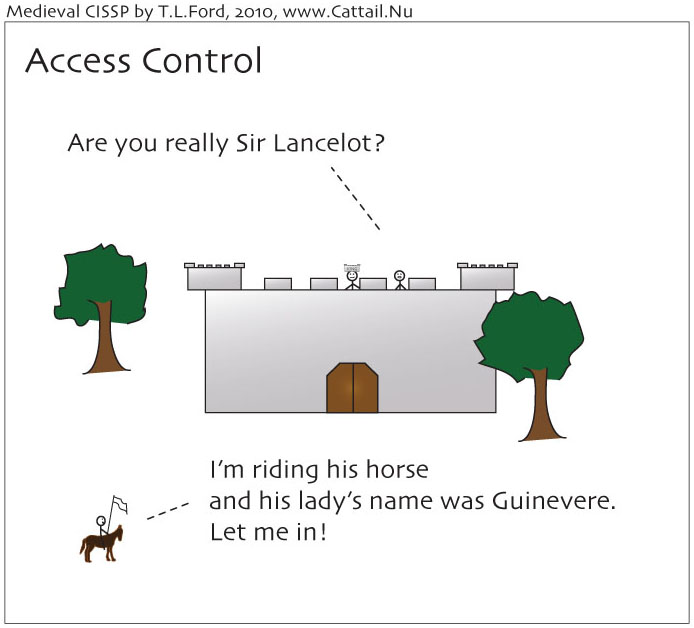 Medieval CISSP by T.L.Ford, 2010, www.Cattail.Nu
Access Control
Are you really Sir Lancelot?
I'm riding his horse
and his lady's name was Guinevere.
Let me in!